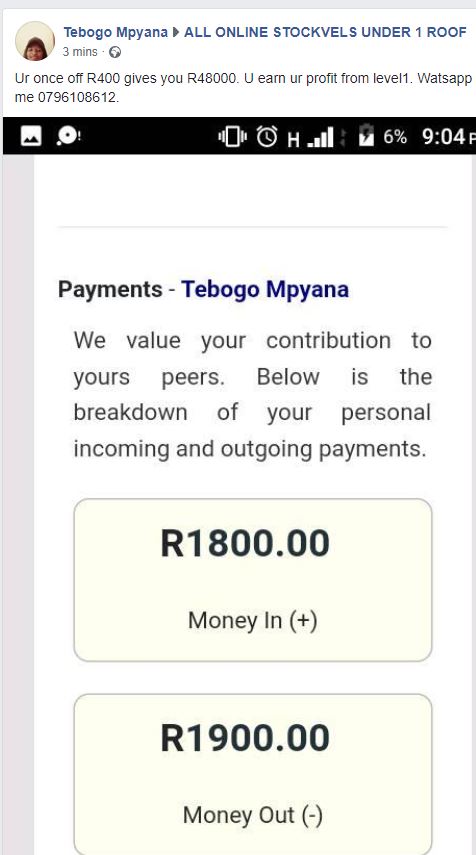 Tebogo Mpyana ▸ ALL ONLINE STOCKVELS UNDER 1 ROOF
3 mins ·
Ur once off R400 gives you R48000. U earn ur profit from level1. Watsapp
me 0796108612.
H 6% 9:04
Payments - Tebogo Mpyana
We value your contribution to
yours peers. Below is the
breakdown of your personal
incoming and outgoing payments.
R1800.00
Money In (+)
R1900.00
Money Out (-)